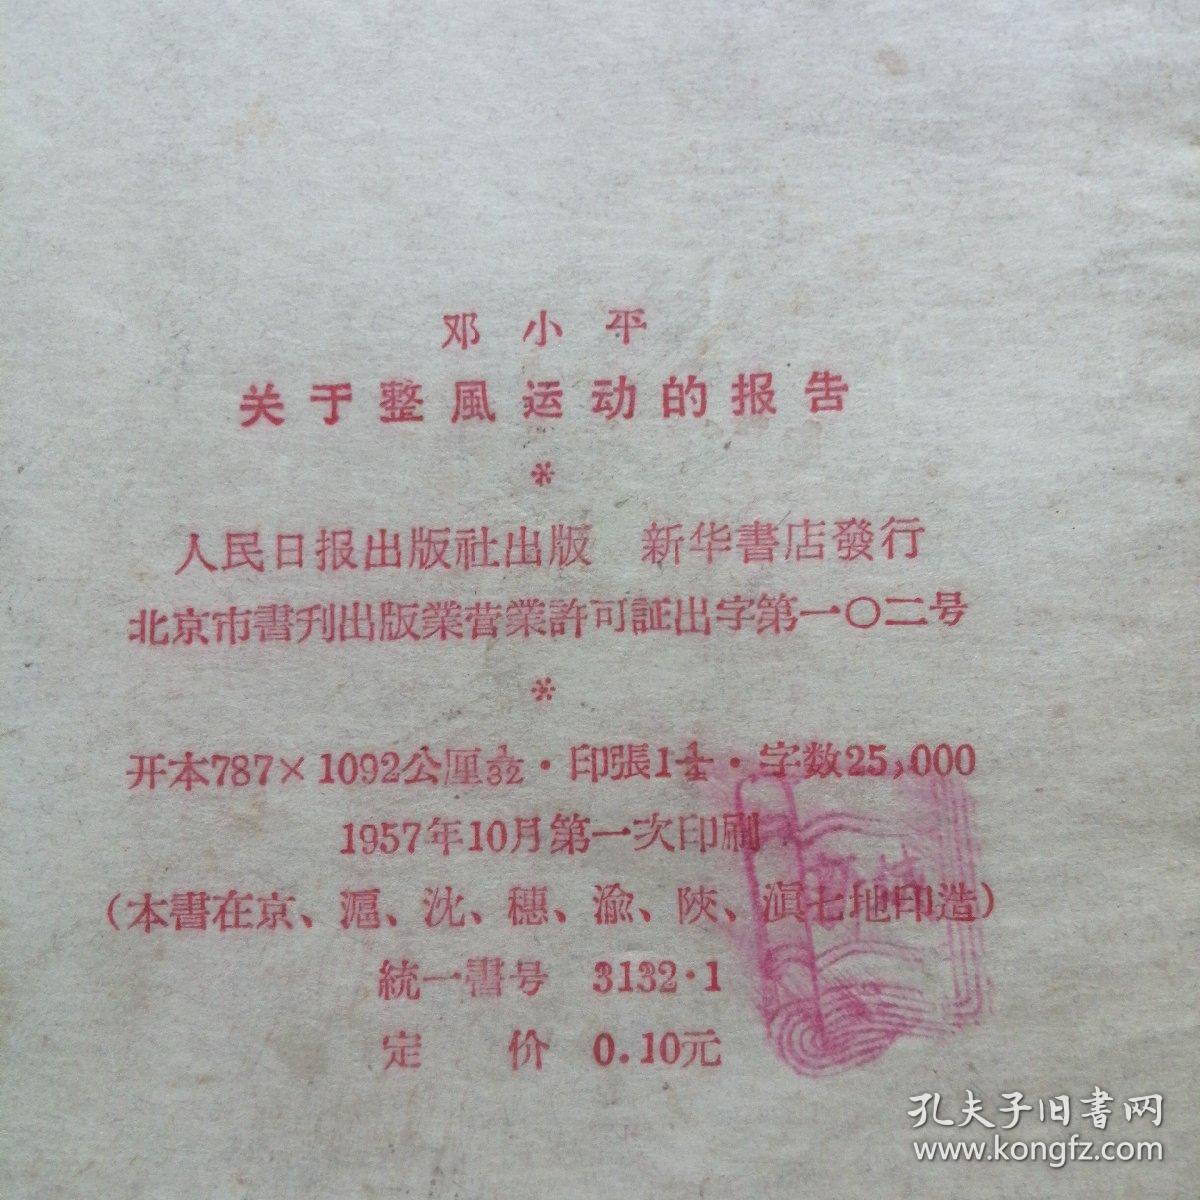 邓小平
关于整風运动的报告
*
人民日报出版社出版 新华書店發行
北京市書刊出版業营業許可証出字第一〇二号
*
开本787×1092公厘1/32·印張1 1/4·字数25,000
1957年10月第一次印刷
(本書在京、滬、沈、穗、渝、陝、滇七地印造)
統一書号 3132·1
定价 0.10元
孔夫子旧書网
www.kongfz.com